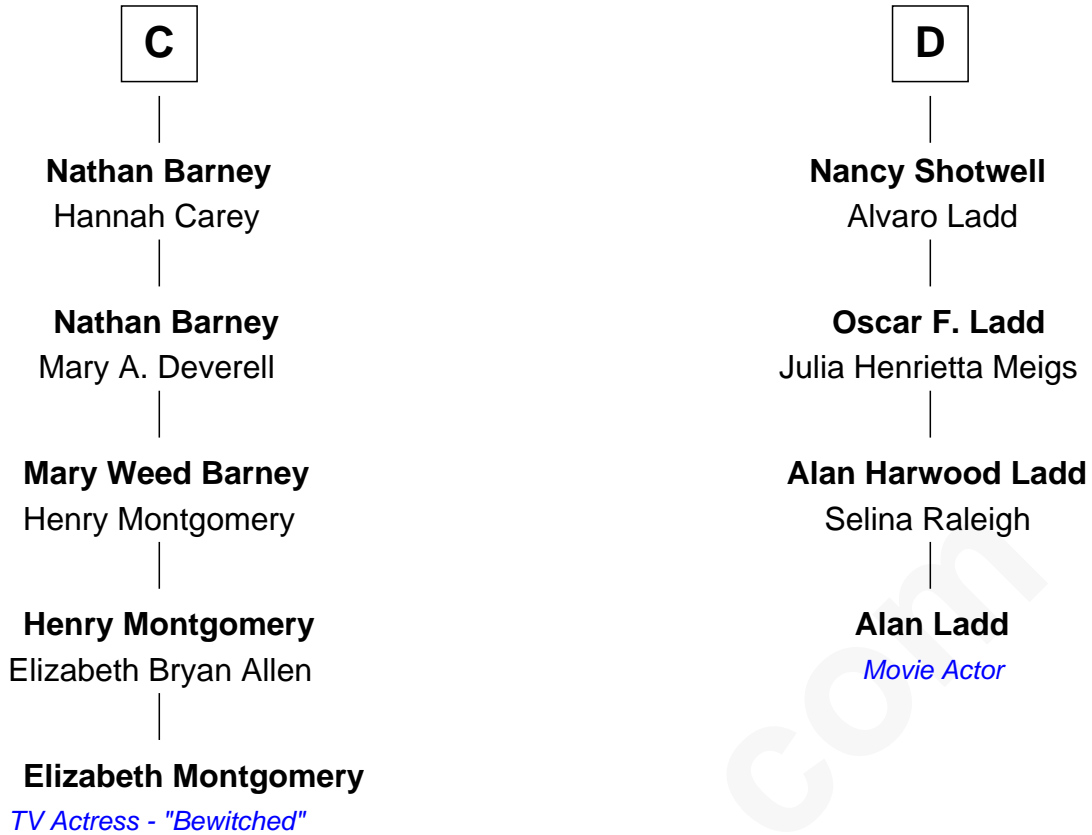 C
Nathan Barney
Hannah Carey
Nathan Barney
Mary A. Deverell
Mary Weed Barney
Henry Montgomery
Henry Montgomery
Elizabeth Bryan Allen
Elizabeth Montgomery
TV Actress - "Bewitched"
D
Nancy Shotwell
Alvaro Ladd
Oscar F. Ladd
Julia Henrietta Meigs
Alan Harwood Ladd
Selina Raleigh
Alan Ladd
Movie Actor
com